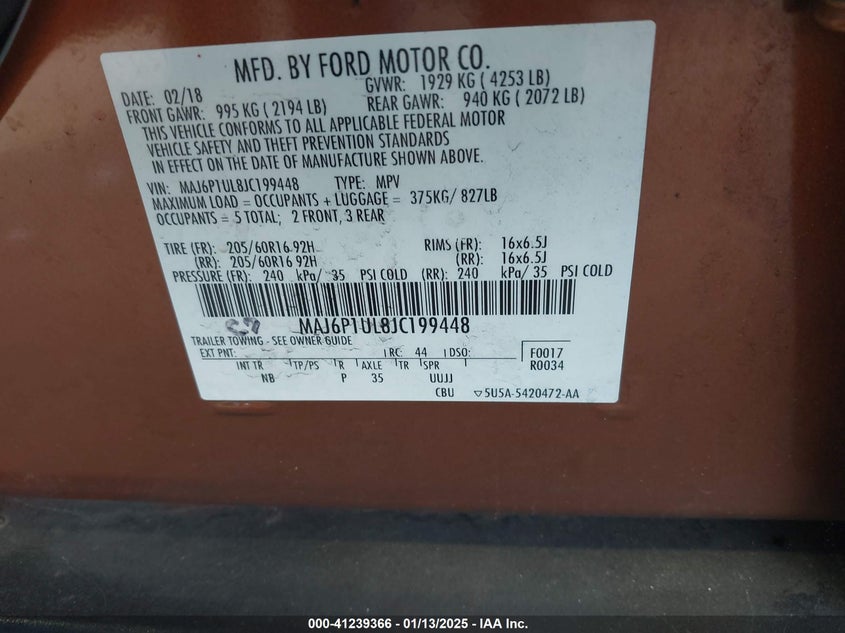 MFD. BY FORD MOTOR CO.
DATE: 02/18 GVWR: 1929 KG ( 4253 LB)
FRONT GAWR: 995 KG ( 2194 LB) REAR GAWR: 940 KG ( 2072 LB)
THIS VEHICLE CONFORMS TO ALL APPLICABLE FEDERAL MOTOR
VEHICLE SAFETY AND THEFT PREVENTION STANDARDS
IN EFFECT ON THE DATE OF MANUFACTURE SHOWN ABOVE.
VIN: MAJ6P1UL8JC199448 TYPE: MPV
MAXIMUM LOAD = OCCUPANTS + LUGGAGE = 375KG/ 827LB
OCCUPANTS = 5 TOTAL; 2 FRONT, 3 REAR
TIRE (FR): 205/60R16 92H RIMS (FR): 16x6.5J
(RR): 205/60R16 92H (RR): 16x6.5J
PRESSURE (FR): 240 kPa/ 35 PSI COLD (RR): 240 kPa/ 35 PSI COLD
MAJ6P1UL8JC199448
TRAILER TOWING - SEE OWNER GUIDE
EXT PNT: RC: 44 DSO: F0017
INT TR TP/PS R AXLE TR SPR R0034
NB P 35 UUJJ
CBU ▽5U5A-5420472-AA
000-41239366 - 01/13/2025 - IAA Inc.